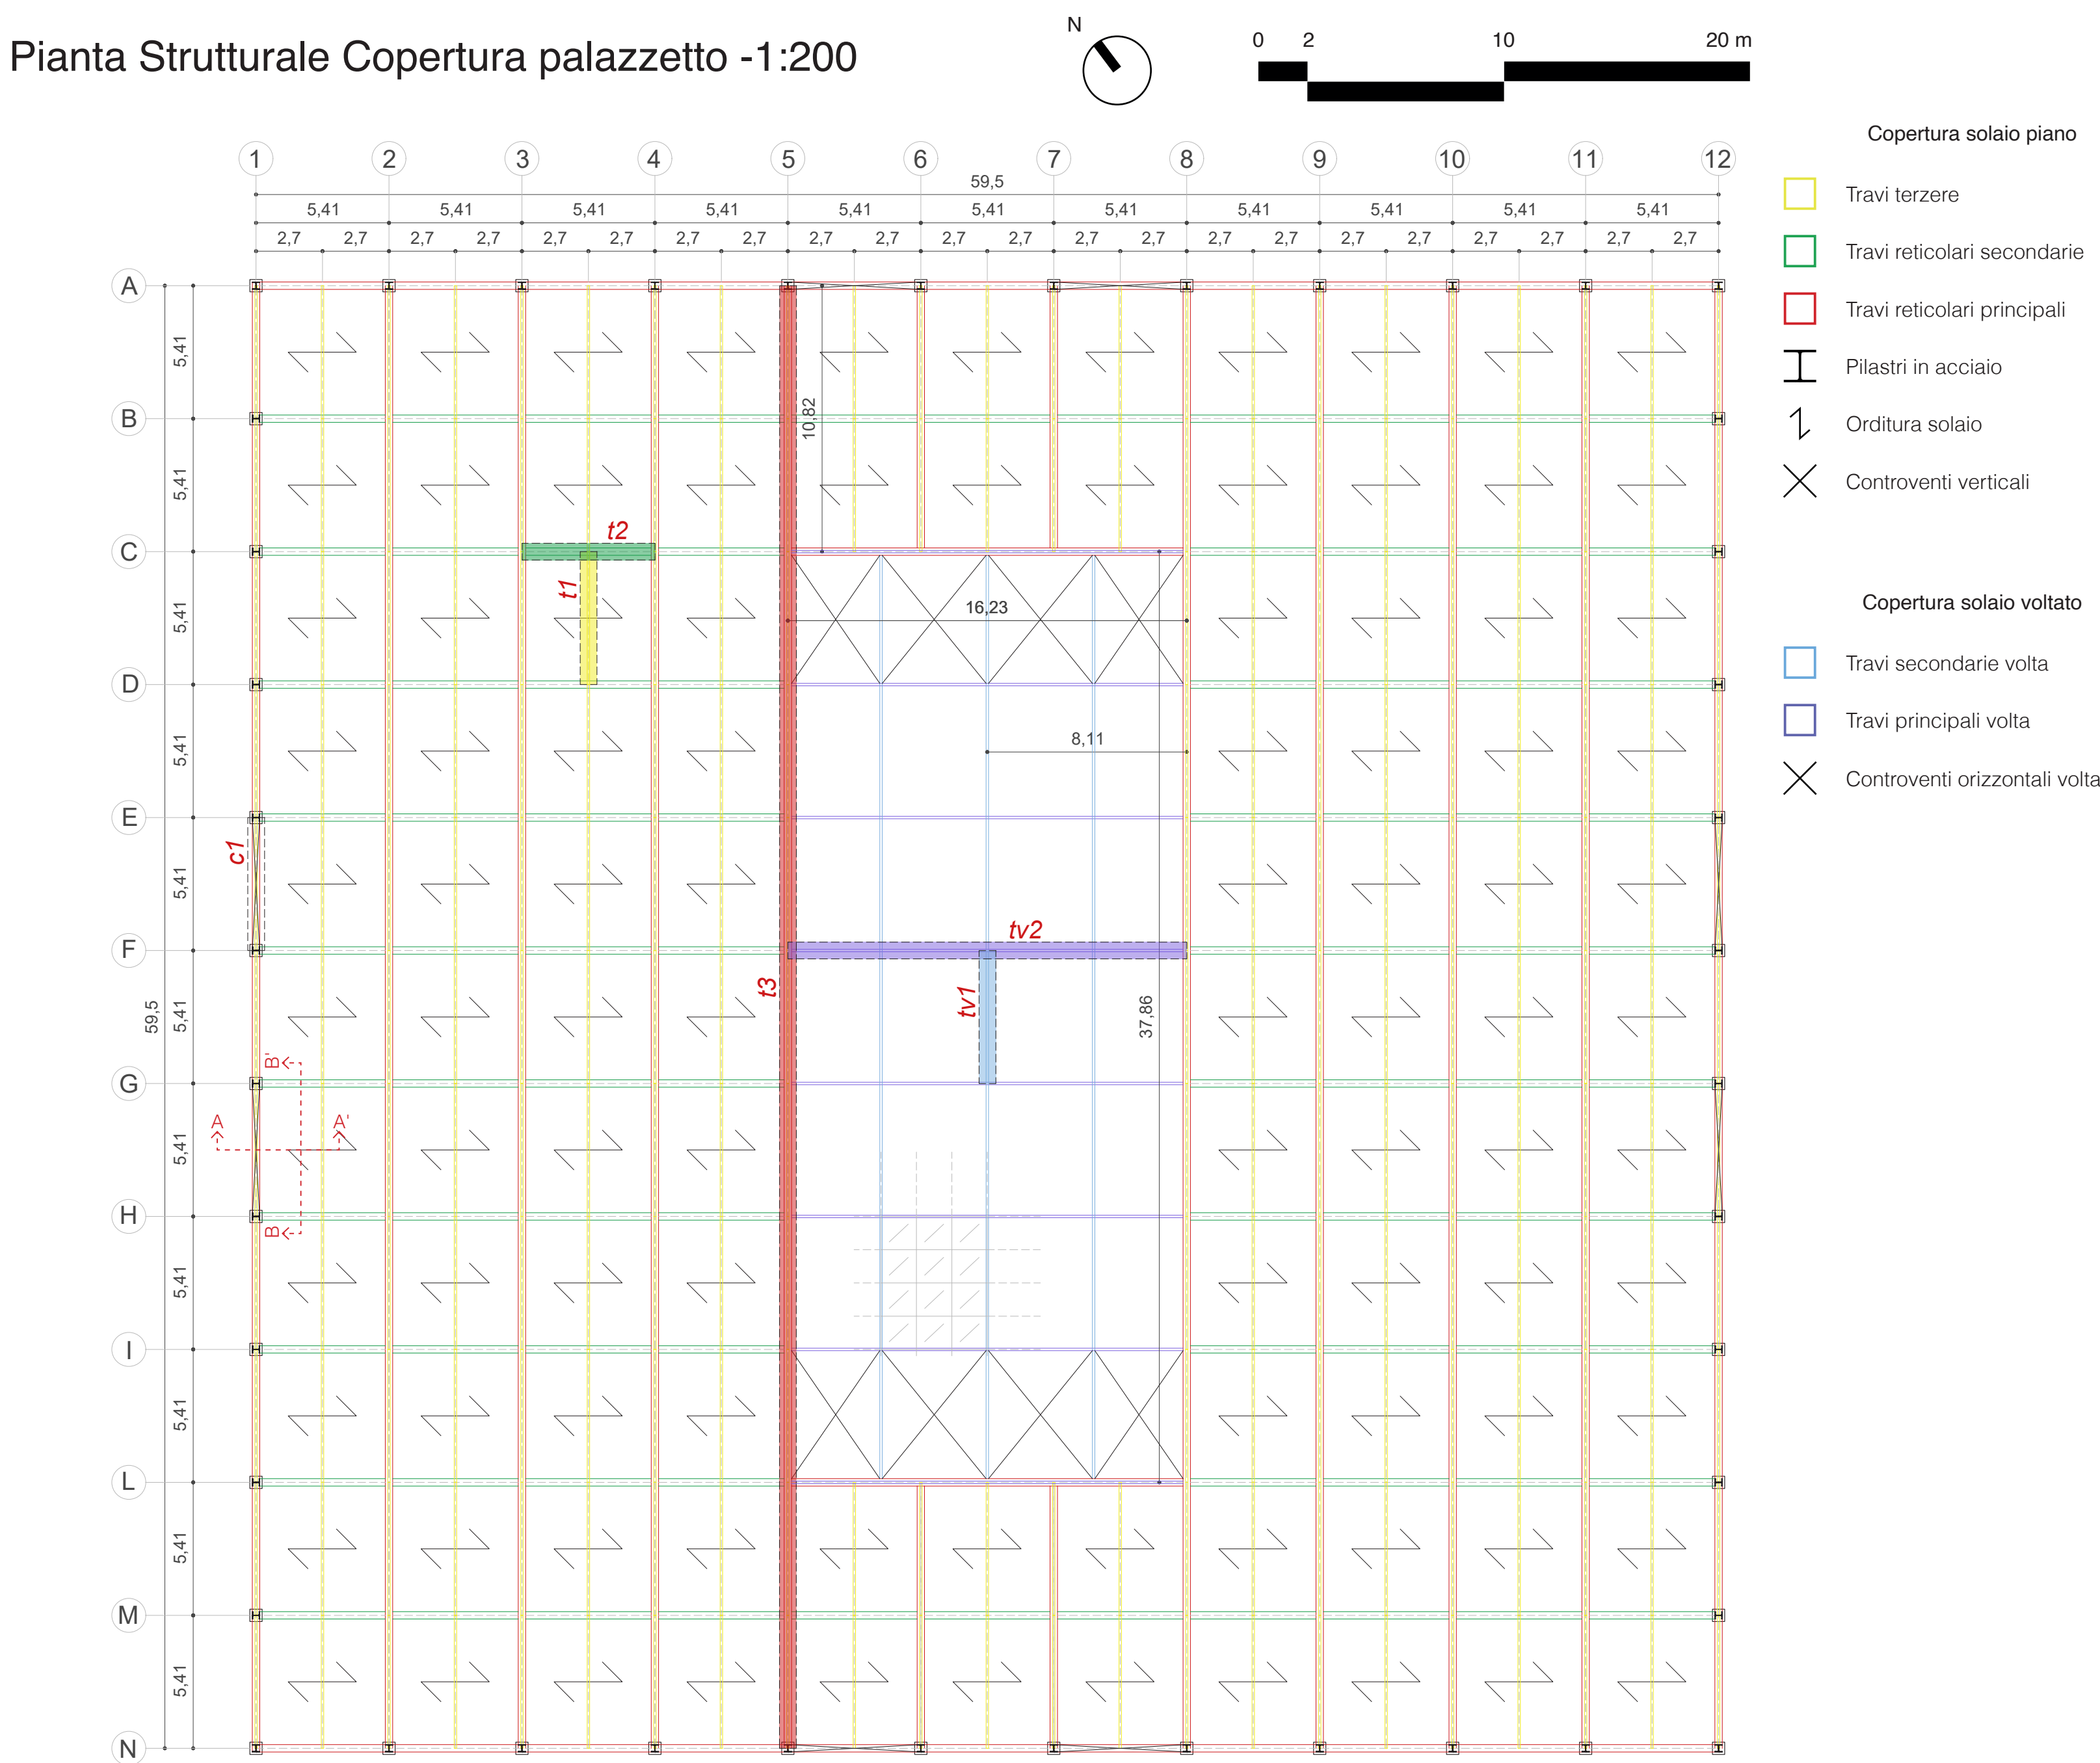 Pianta Strutturale Copertura palazzetto -1:200
N
0 2 10 20 m
Copertura solaio piano
Travi terzere
Travi reticolari secondarie
Travi reticolari principali
Pilastri in acciaio
Orditura solaio
Controventi verticali
Copertura solaio voltato
Travi secondarie volta
Travi principali volta
Controventi orizzontali volta
1 2 3 4 5 6 7 8 9 10 11 12
59,5
5,41 5,41 5,41 5,41 5,41 5,41 5,41 5,41 5,41 5,41 5,41
2,7 2,7 2,7 2,7 2,7 2,7 2,7 2,7 2,7 2,7 2,7 2,7 2,7 2,7 2,7 2,7 2,7 2,7 2,7 2,7 2,7 2,7
A
5,41
10,82
B
5,41
t2
C
t1
5,41
16,23
D
8,11
5,41
E
c1
5,41
tv2
F
t3
tv1
37,86
59,5
5,41
B'
G
A A'
5,41
B
H
5,41
I
5,41
L
5,41
M
5,41
N